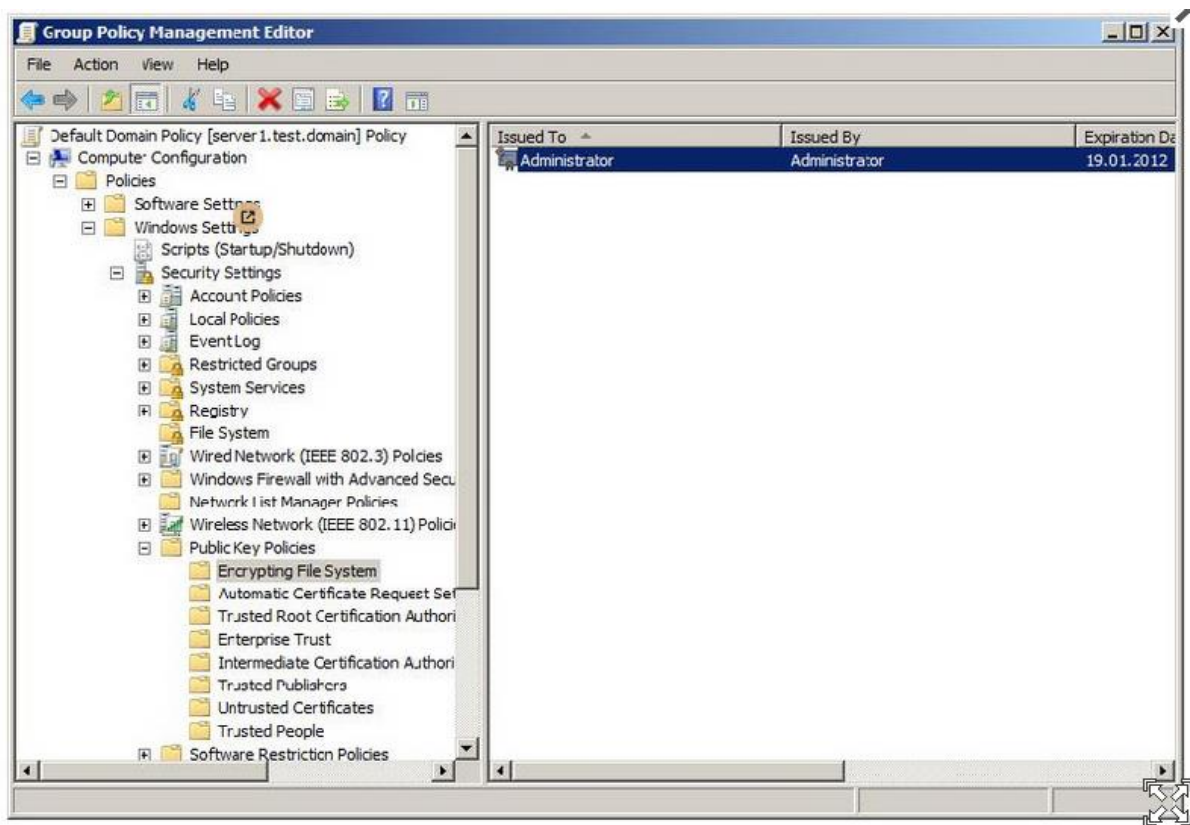 Group Policy Management Editor
File Action View Help
Default Domain Policy [server1.test.domain] Policy
Computer Configuration
Policies
Software Settings
Windows Settings
Scripts (Startup/Shutdown)
Security Settings
Account Policies
Local Policies
Event Log
Restricted Groups
System Services
Registry
File System
Wired Network (IEEE 802.3) Policies
Windows Firewall with Advanced Secu
Network List Manager Policies
Wireless Network (IEEE 802.11) Polici
Public Key Policies
Encrypting File System
Automatic Certificate Request Set
Trusted Root Certification Authori
Enterprise Trust
Intermediate Certification Authori
Trusted Publishers
Untrusted Certificates
Trusted People
Software Restriction Policies
Issued To Issued By Expiration Da
Administrator Administrator 19.01.2012